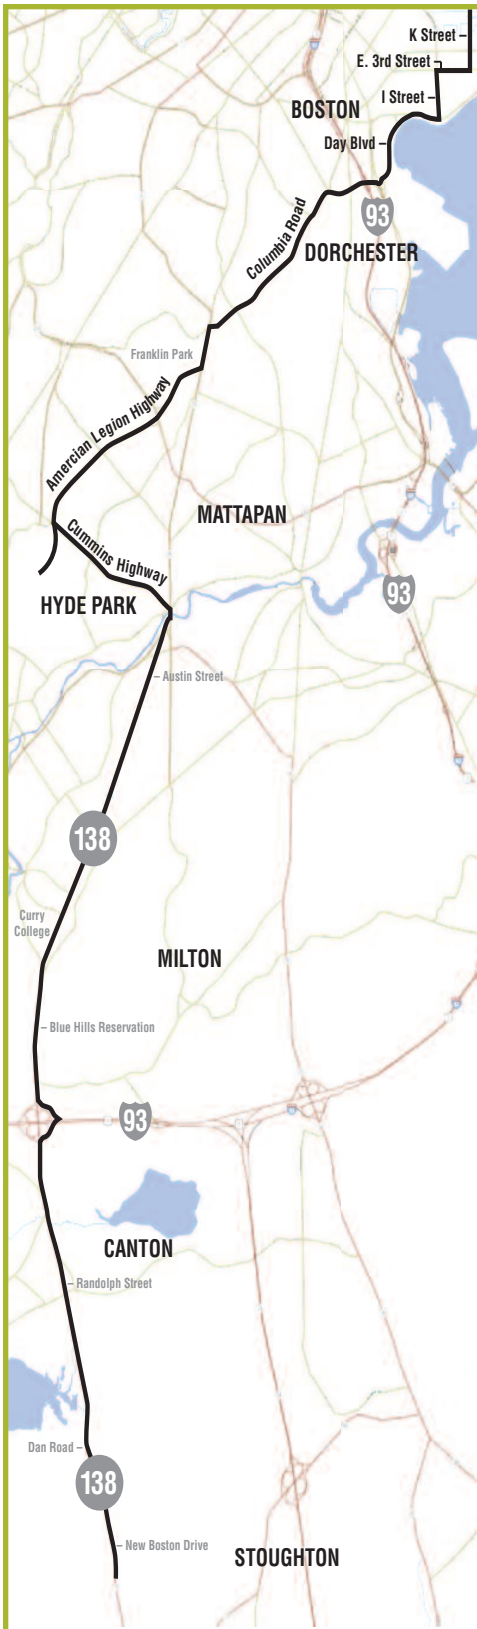 K Street
E. 3rd Street
BOSTON
I Street
Day Blvd
93
Columbia Road
DORCHESTER
Franklin Park
Amercian Legion Highway
MATTAPAN
Cummins Highway
93
HYDE PARK
Austin Street
138
Curry
College
MILTON
Blue Hills Reservation
93
CANTON
Randolph Street
Dan Road
138
New Boston Drive
STOUGHTON